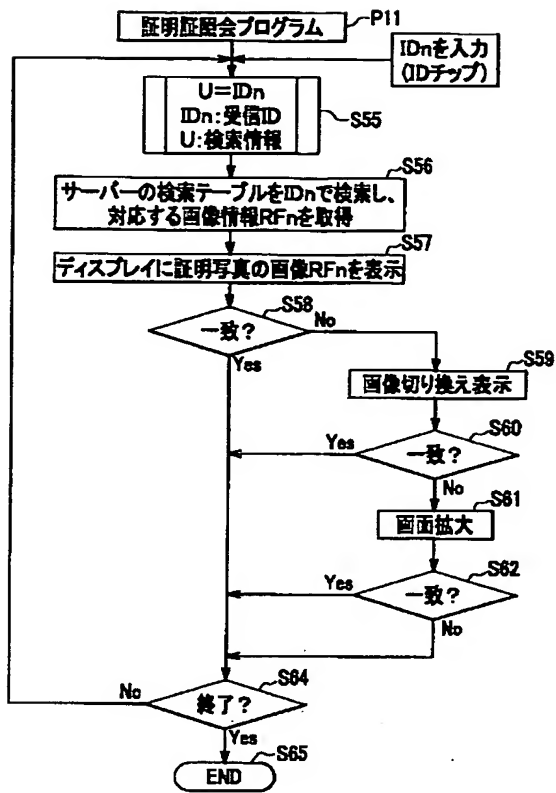 証明証照会プログラム
P11
IDnを入力
(IDチップ)
U=IDn
IDn:受信ID
U:検索情報
S55
S56
サーバーの検索テーブルをIDnで検索し、
対応する画像情報RFnを取得
S57
ディスプレイに証明写真の画像RFnを表示
S58
一致?
No
Yes
S59
画像切り換え表示
S60
一致?
Yes
No
S61
画面拡大
S62
一致?
Yes
No
S64
終了?
No
Yes
S65
END